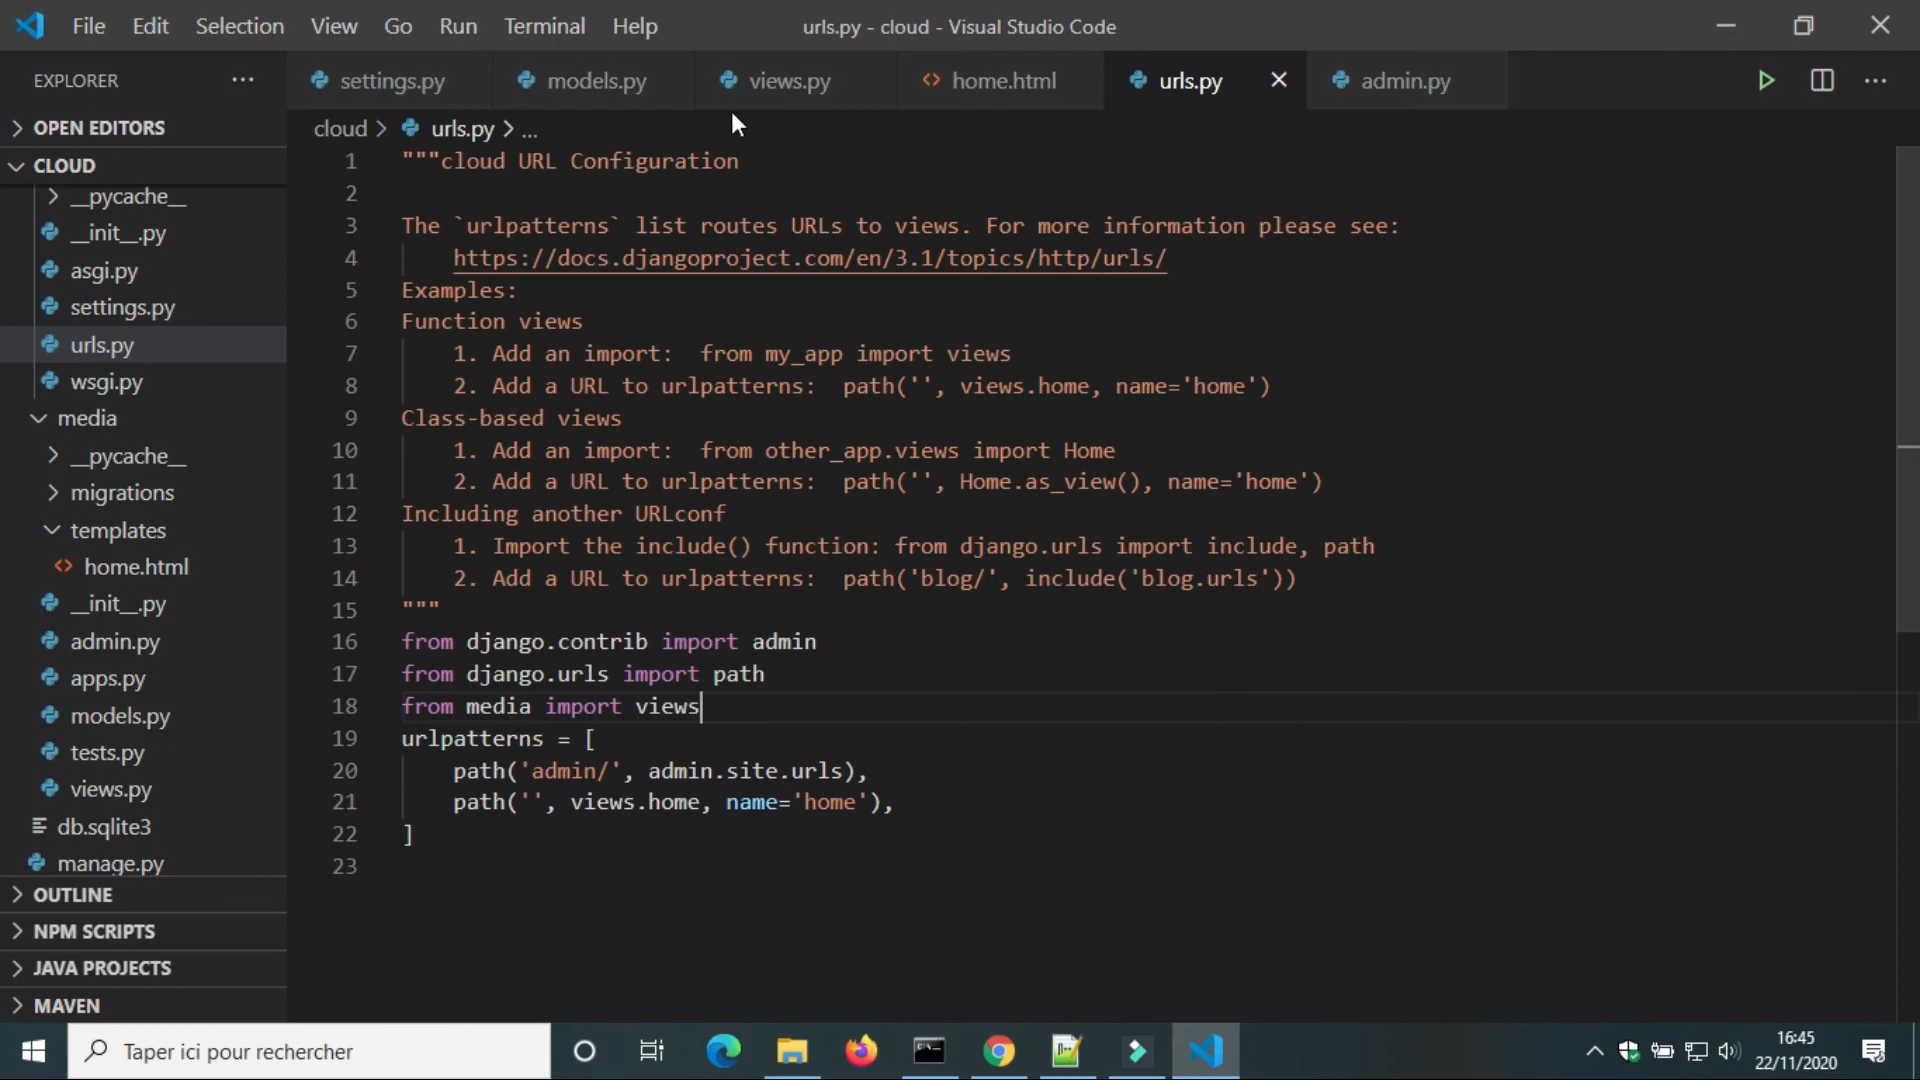 File Edit Selection View Go Run Terminal Help
urls.py - cloud - Visual Studio Code
EXPLORER
settings.py models.py views.py home.html urls.py admin.py
OPEN EDITORS
CLOUD
__pycache__
__init__.py
asgi.py
settings.py
urls.py
wsgi.py
media
__pycache__
migrations
templates
home.html
__init__.py
admin.py
apps.py
models.py
tests.py
views.py
db.sqlite3
manage.py
OUTLINE
NPM SCRIPTS
JAVA PROJECTS
MAVEN
cloud > urls.py > ...
1 """cloud URL Configuration
2
3 The `urlpatterns` list routes URLs to views. For more information please see:
4     https://docs.djangoproject.com/en/3.1/topics/http/urls/
5 Examples:
6 Function views
7     1. Add an import:  from my_app import views
8     2. Add a URL to urlpatterns:  path('', views.home, name='home')
9 Class-based views
10     1. Add an import:  from other_app.views import Home
11     2. Add a URL to urlpatterns:  path('', Home.as_view(), name='home')
12 Including another URLconf
13     1. Import the include() function: from django.urls import include, path
14     2. Add a URL to urlpatterns:  path('blog/', include('blog.urls'))
15 """
16 from django.contrib import admin
17 from django.urls import path
18 from media import views
19 urlpatterns = [
20     path('admin/', admin.site.urls),
21     path('', views.home, name='home'),
22 ]
23
Taper ici pour rechercher
16:45
22/11/2020